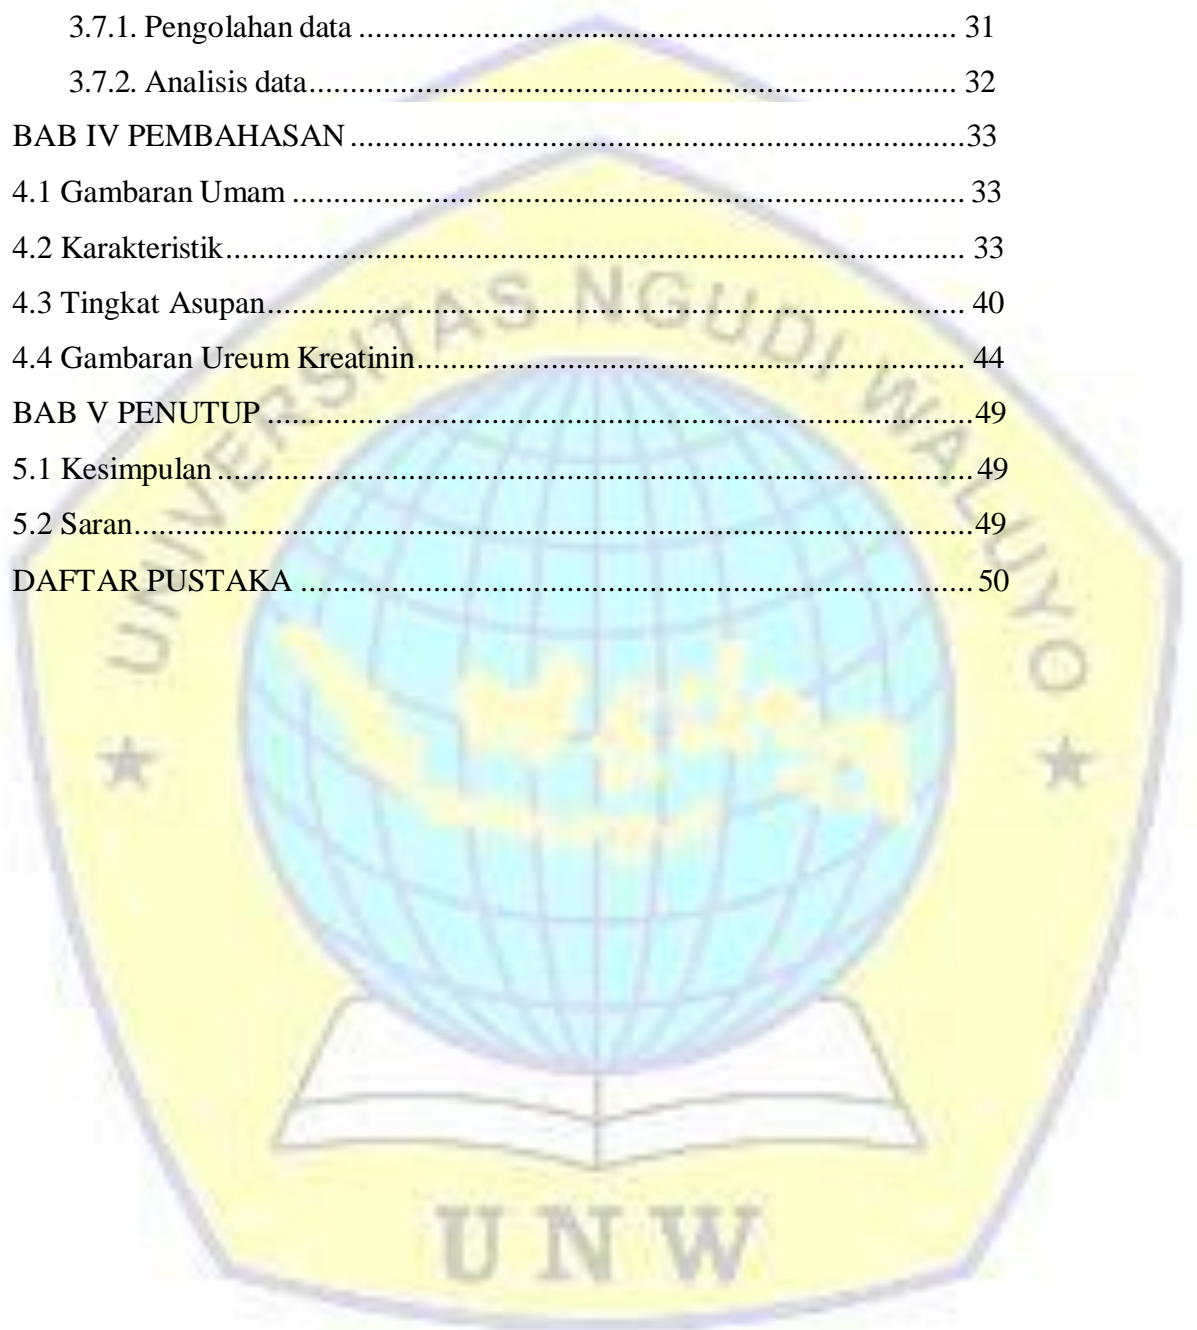 3.7.1. Pengolahan data ........................................................................ 31
3.7.2. Analisis data.............................................................................. 32
BAB IV PEMBAHASAN ..........................................................................33
4.1 Gambaran Umam ................................................................................. 33
4.2 Karakteristik......................................................................................... 33
4.3 Tingkat Asupan.................................................................................... 40
4.4 Gambaran Ureum Kreatinin.................................................................. 44
BAB V PENUTUP .....................................................................................49
5.1 Kesimpulan ...........................................................................................49
5.2 Saran.....................................................................................................49
DAFTAR PUSTAKA ................................................................................. 50
UNIVERSITAS NGUDI WALUYO
UNW